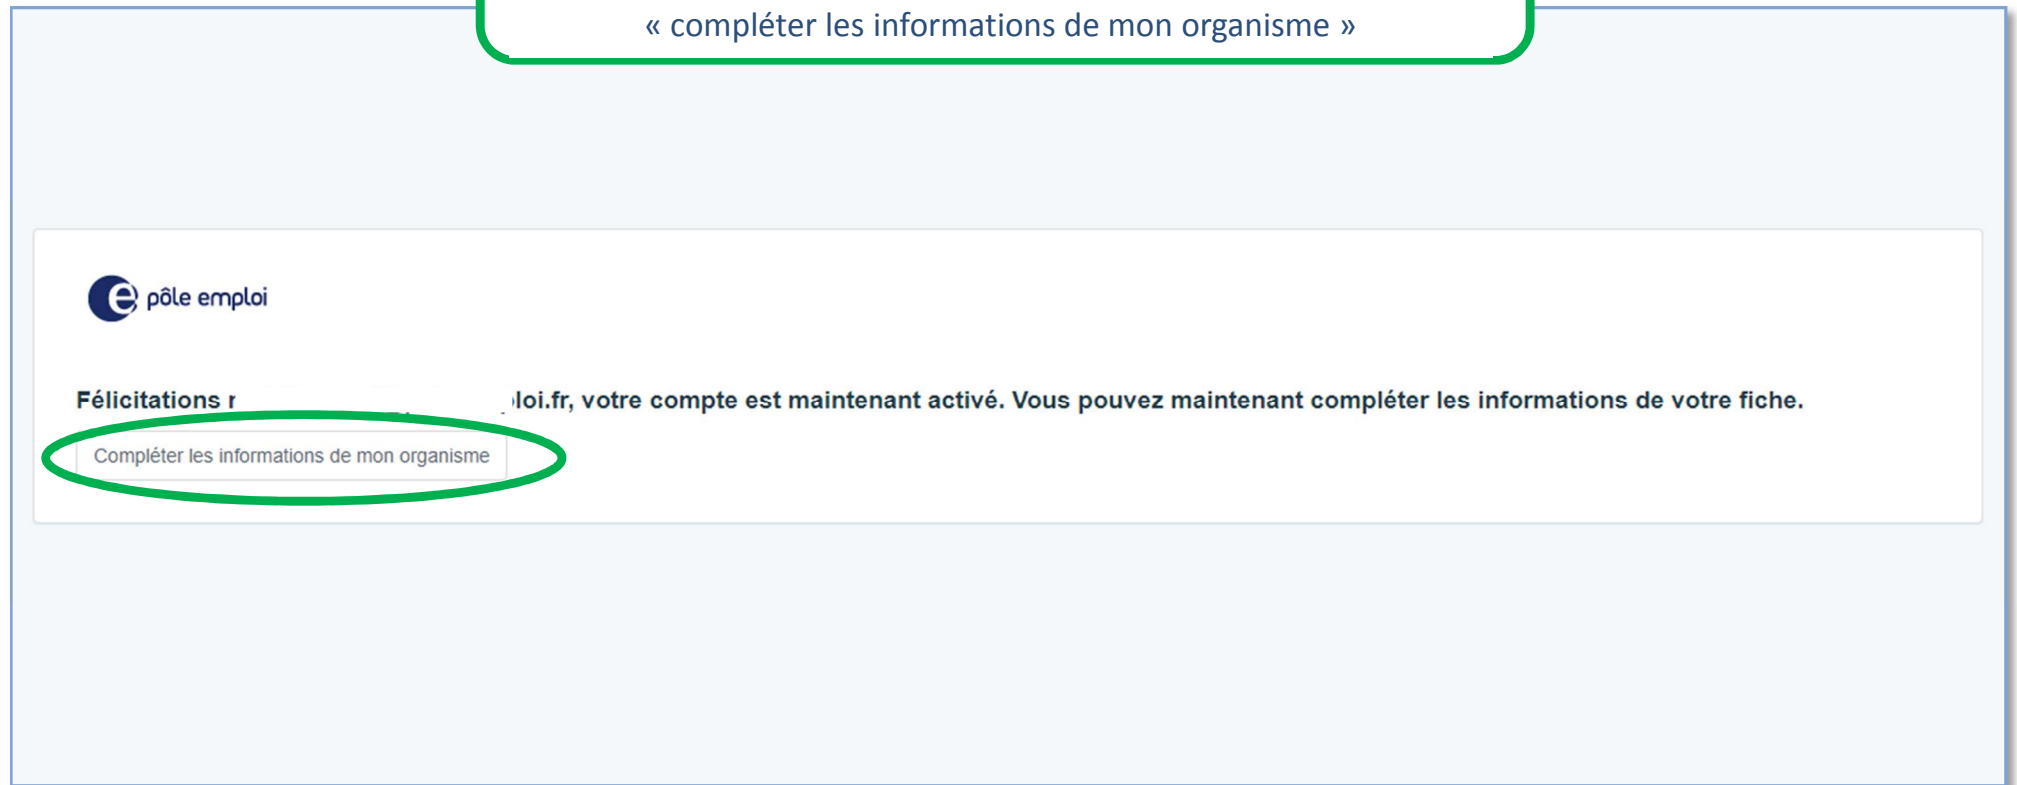 « compléter les informations de mon organisme »
pôle emploi
Félicitations loi.fr, votre compte est maintenant activé. Vous pouvez maintenant compléter les informations de votre fiche.
Compléter les informations de mon organisme